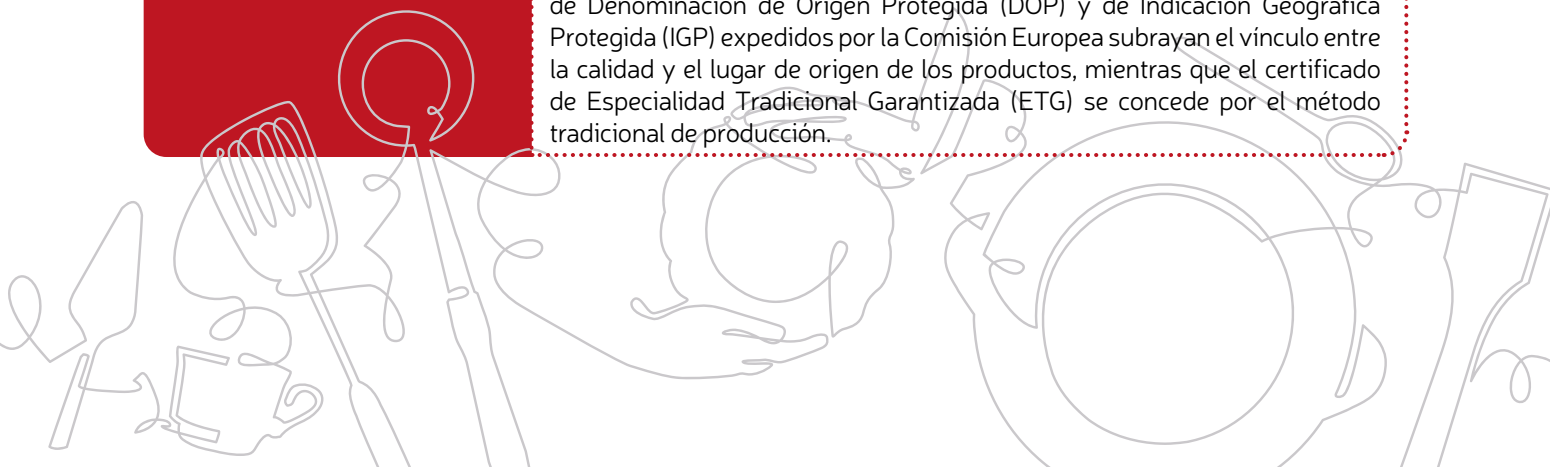 de Denominación de Origen Protegida (DOP) y de Indicación Geográfica
Protegida (IGP) expedidos por la Comisión Europea subrayan el vínculo entre
la calidad y el lugar de origen de los productos, mientras que el certificado
de Especialidad Tradicional Garantizada (ETG) se concede por el método
tradicional de producción.